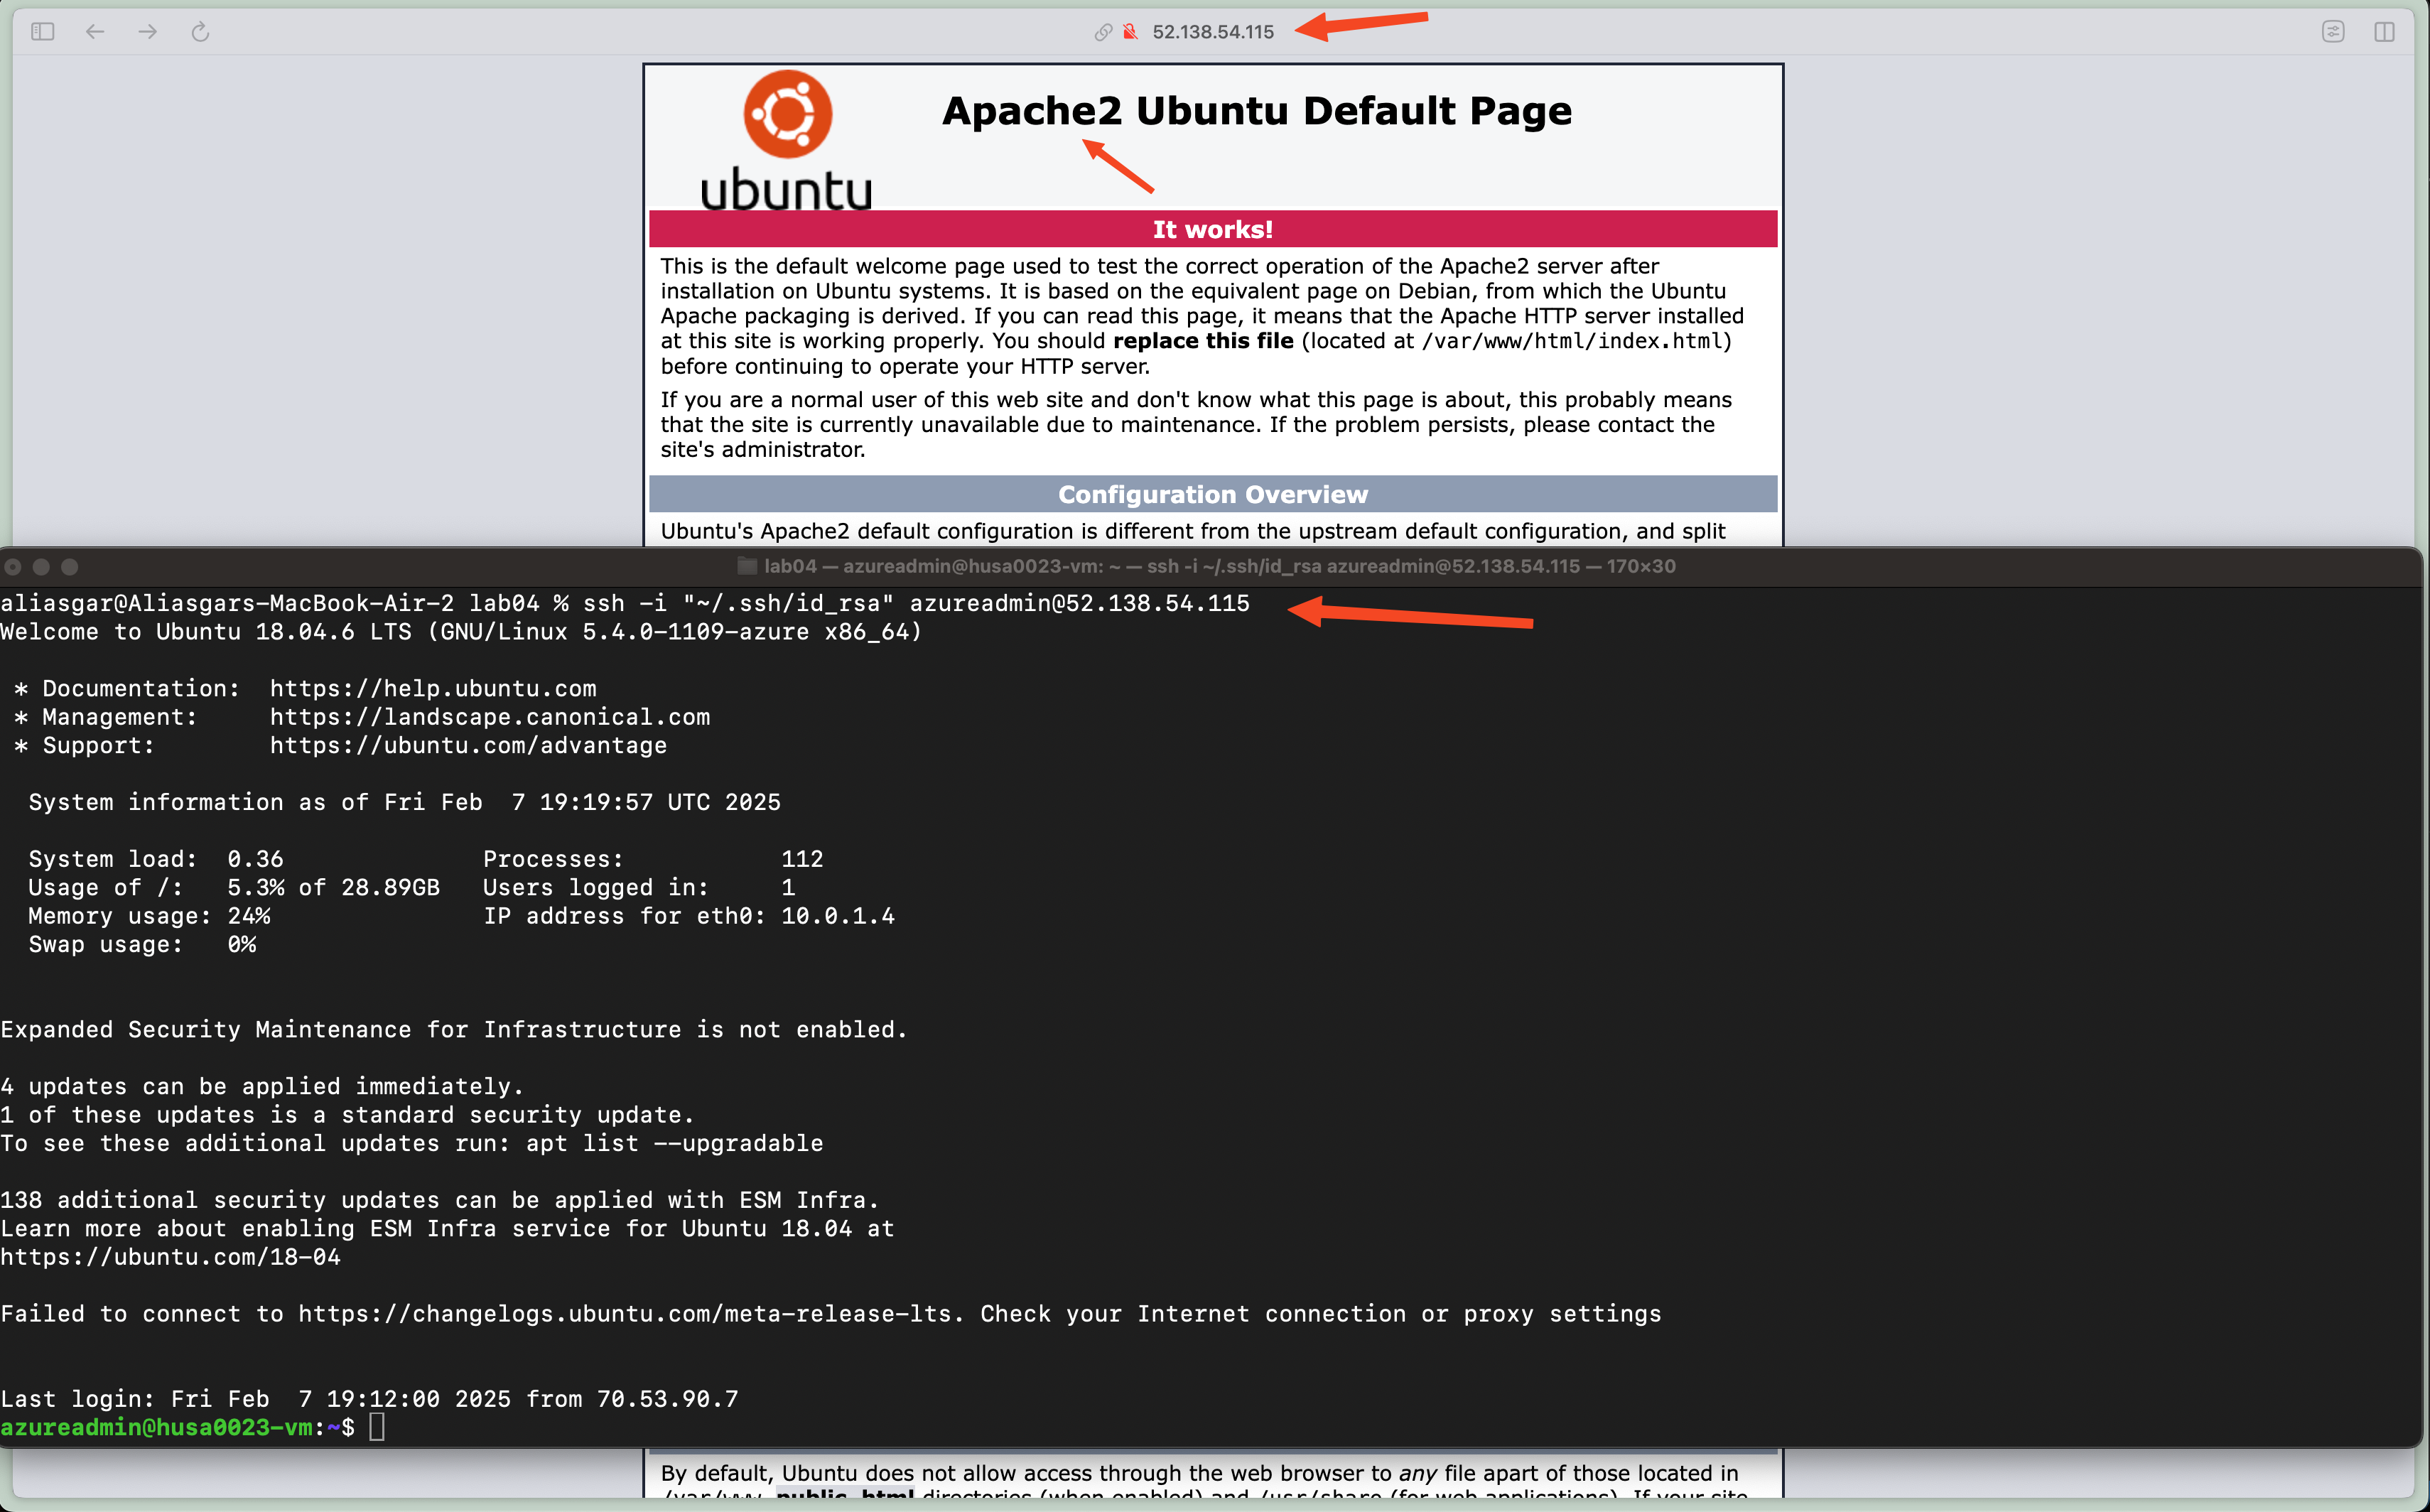 52.138.54.115
Apache2 Ubuntu Default Page
ubuntu
It works!
This is the default welcome page used to test the correct operation of the Apache2 server after
installation on Ubuntu systems. It is based on the equivalent page on Debian, from which the Ubuntu
Apache packaging is derived. If you can read this page, it means that the Apache HTTP server installed
at this site is working properly. You should replace this file (located at /var/www/html/index.html)
before continuing to operate your HTTP server.
If you are a normal user of this web site and don't know what this page is about, this probably means
that the site is currently unavailable due to maintenance. If the problem persists, please contact the
site's administrator.
Configuration Overview
Ubuntu's Apache2 default configuration is different from the upstream default configuration, and split
lab04 — azureadmin@husa0023-vm: ~ — ssh -i ~/.ssh/id_rsa azureadmin@52.138.54.115 — 170×30
aliasgar@Aliasgars-MacBook-Air-2 lab04 % ssh -i "~/.ssh/id_rsa" azureadmin@52.138.54.115
Welcome to Ubuntu 18.04.6 LTS (GNU/Linux 5.4.0-1109-azure x86_64)
* Documentation: https://help.ubuntu.com
* Management: https://landscape.canonical.com
* Support: https://ubuntu.com/advantage
System information as of Fri Feb 7 19:19:57 UTC 2025
System load: 0.36 Processes: 112
Usage of /: 5.3% of 28.89GB Users logged in: 1
Memory usage: 24% IP address for eth0: 10.0.1.4
Swap usage: 0%
Expanded Security Maintenance for Infrastructure is not enabled.
4 updates can be applied immediately.
1 of these updates is a standard security update.
To see these additional updates run: apt list --upgradable
138 additional security updates can be applied with ESM Infra.
Learn more about enabling ESM Infra service for Ubuntu 18.04 at
https://ubuntu.com/18-04
Failed to connect to https://changelogs.ubuntu.com/meta-release-lts. Check your Internet connection or proxy settings
Last login: Fri Feb 7 19:12:00 2025 from 70.53.90.7
azureadmin@husa0023-vm:~$
By default, Ubuntu does not allow access through the web browser to any file apart of those located in
/var/www, public_html directories (when enabled) and /usr/share (for web applications). If your site